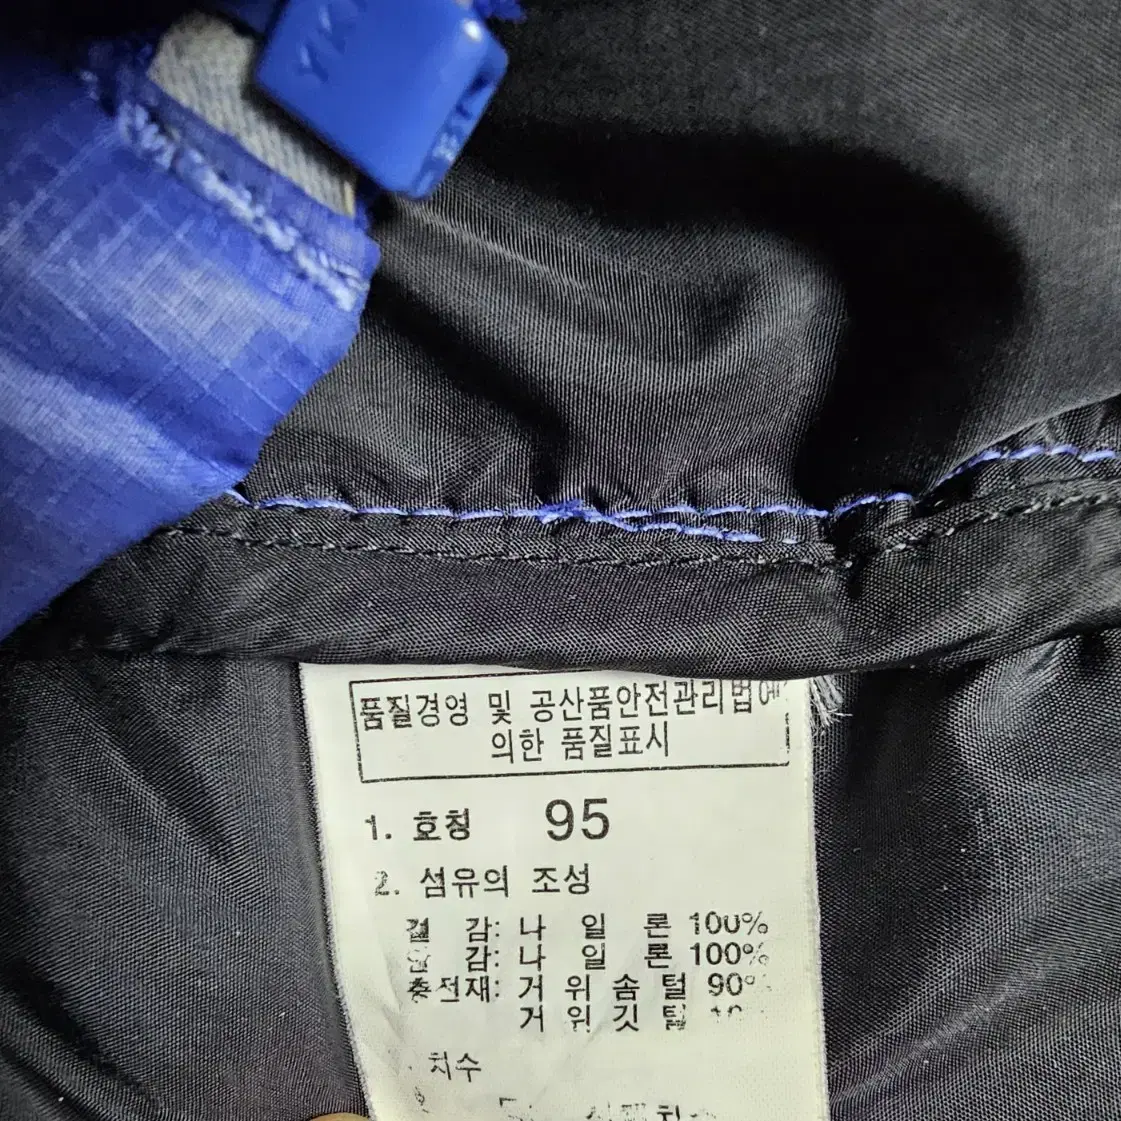 YK
품질경영 및 공산품안전관리법에
의한 품질표시
1. 호칭 95
2. 섬유의 조성
겉 감: 나 일 론 100%
감: 나 일 론 100%
충전재: 거 위 솜 털 90%
거 위 깃 털
치수